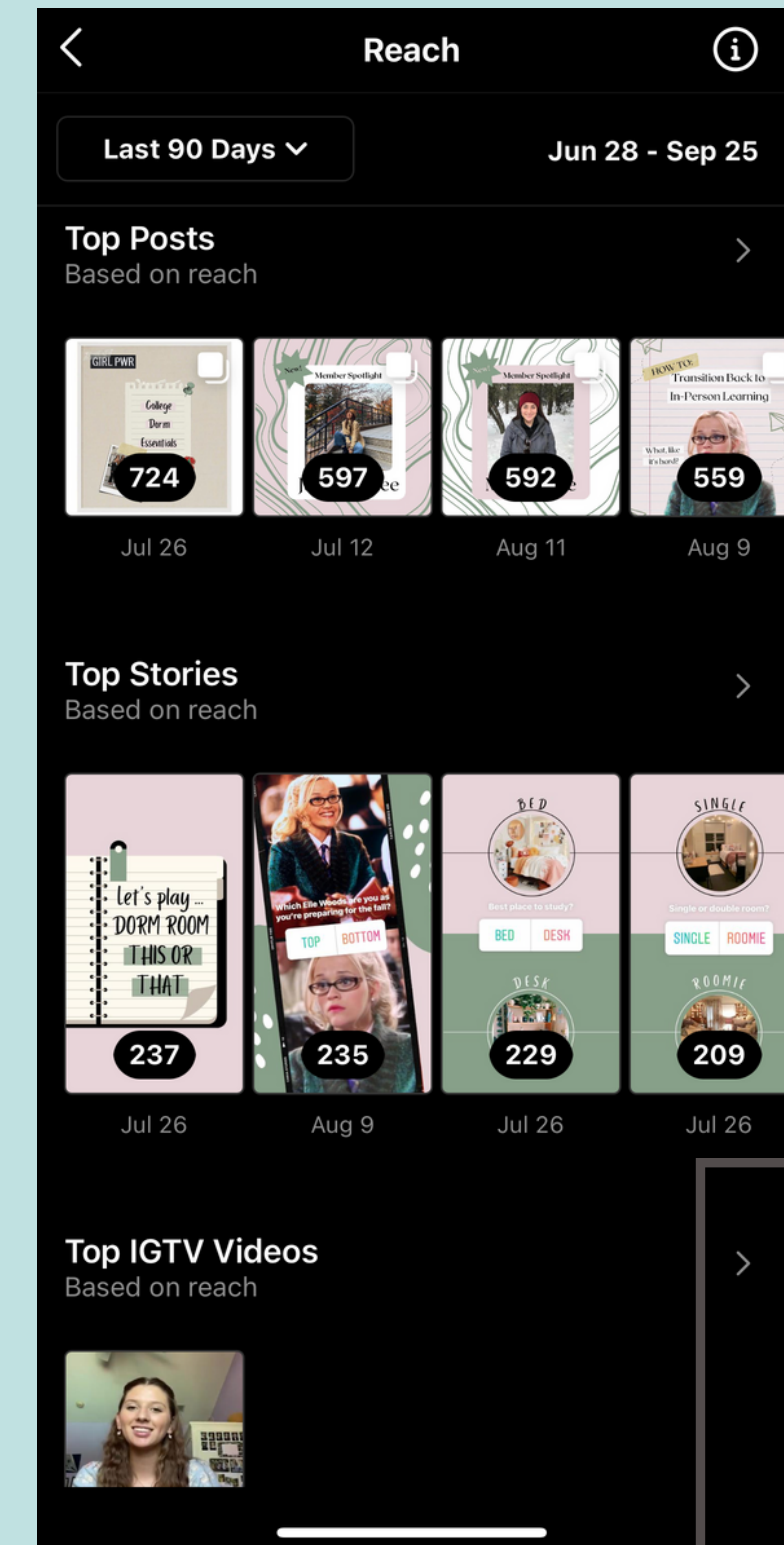 Reach
Last 90 Days
Jun 28 - Sep 25
Top Posts
Based on reach
GIRL PWR
College
Dorm
Essentials
724
Jul 26
New!
Member Spotlight
ee
597
Jul 12
New!
Member Spotlight
592
Aug 11
HOW TO:
Transition Back to
In-Person Learning
What, like
it's hard?
559
Aug 9
Top Stories
Based on reach
Let's play ...
DORM ROOM
THIS OR
THAT
237
Jul 26
Which Elle Woods are you as
you're preparing for the fall?
TOP BOTTOM
235
Aug 9
BED
Best place to study?
BED DESK
DESK
229
Jul 26
SINGLE
Single or double room?
SINGLE ROOMIE
ROOMIE
209
Jul 26
Top IGTV Videos
Based on reach